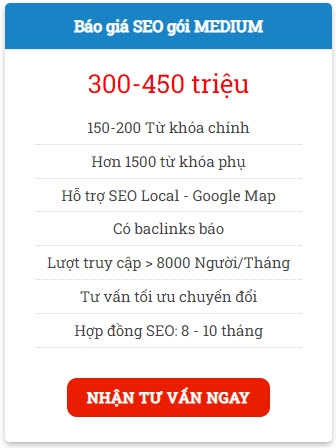 Báo giá SEO gói MEDIUM
300-450 triệu
150-200 Từ khóa chính
Hơn 1500 từ khóa phụ
Hỗ trợ SEO Local - Google Map
Có baclinks báo
Lượt truy cập > 8000 Người/Tháng
Tư vấn tối ưu chuyển đổi
Hợp đồng SEO: 8 - 10 tháng
NHẬN TƯ VẤN NGAY